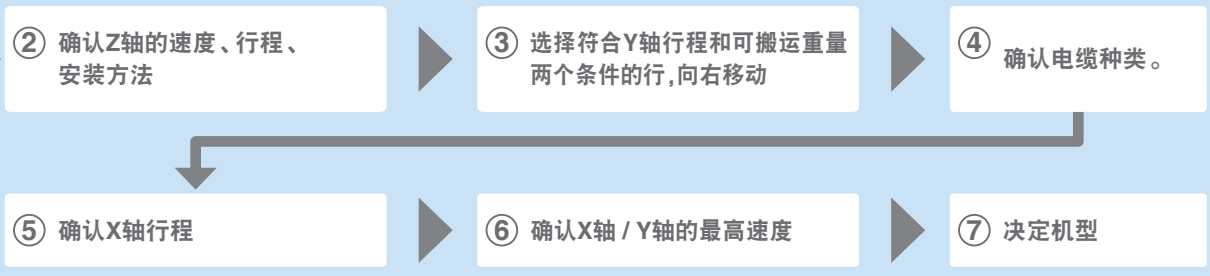 ② 确认Z轴的速度、行程、
安装方法
③ 选择符合Y轴行程和可搬运重量
两个条件的行,向右移动
④ 确认电缆种类。
⑤ 确认X轴行程
⑥ 确认X轴 / Y轴的最高速度
⑦ 决定机型